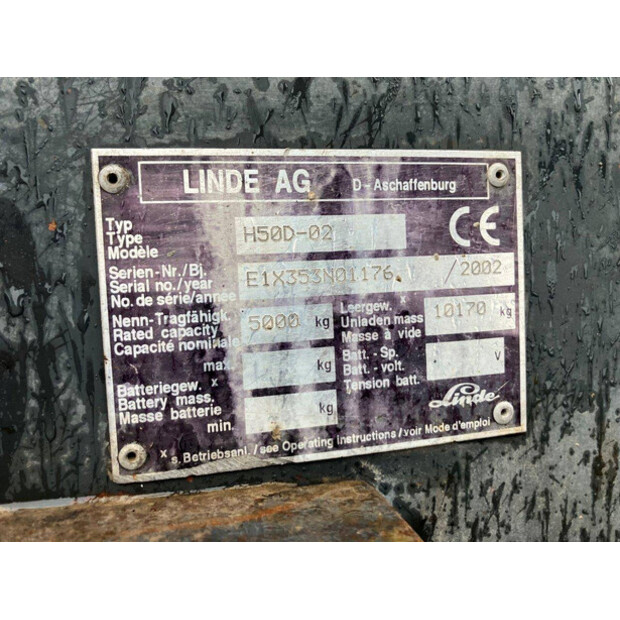 LINDE AG D - Aschaffenburg
Typ
Type H50D-02 CE
Modèle
Serien-Nr./Bj.
Serial no./year E1X353N01176 / 2002
No. de série/année
Nenn-Tragfähigk. Leergew. x
Rated capacity 5000 kg Unladen mass 10170 kg
Capacité nominale Masse à vide
max. kg Batt. - Sp.
Batteriegew. x Batt. - volt. V
Battery mass. Tension batt.
Masse batterie kg Linde
min.
x s. Betriebsanl. / see Operating Instructions / voir Mode d'emploi